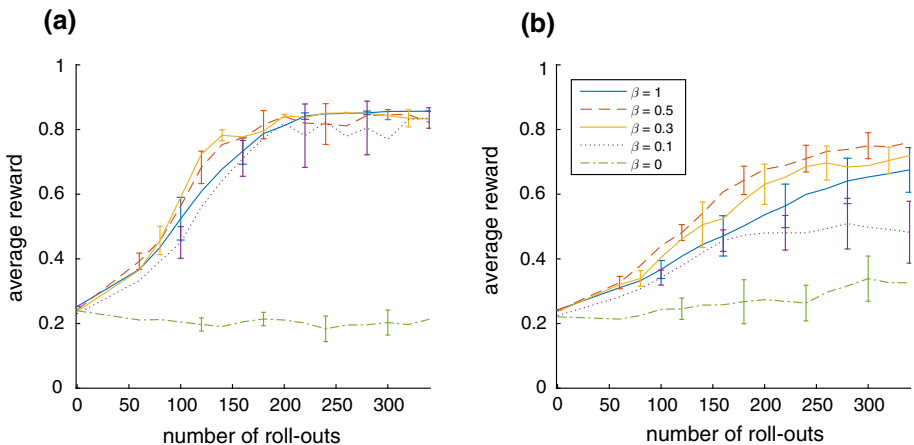 (a)
1
0.8
0.6
0.4
0.2
0
average reward
0 50 100 150 200 250 300
number of roll-outs
(b)
1
0.8
0.6
0.4
0.2
0
average reward
β = 1
β = 0.5
β = 0.3
β = 0.1
β = 0
0 50 100 150 200 250 300
number of roll-outs